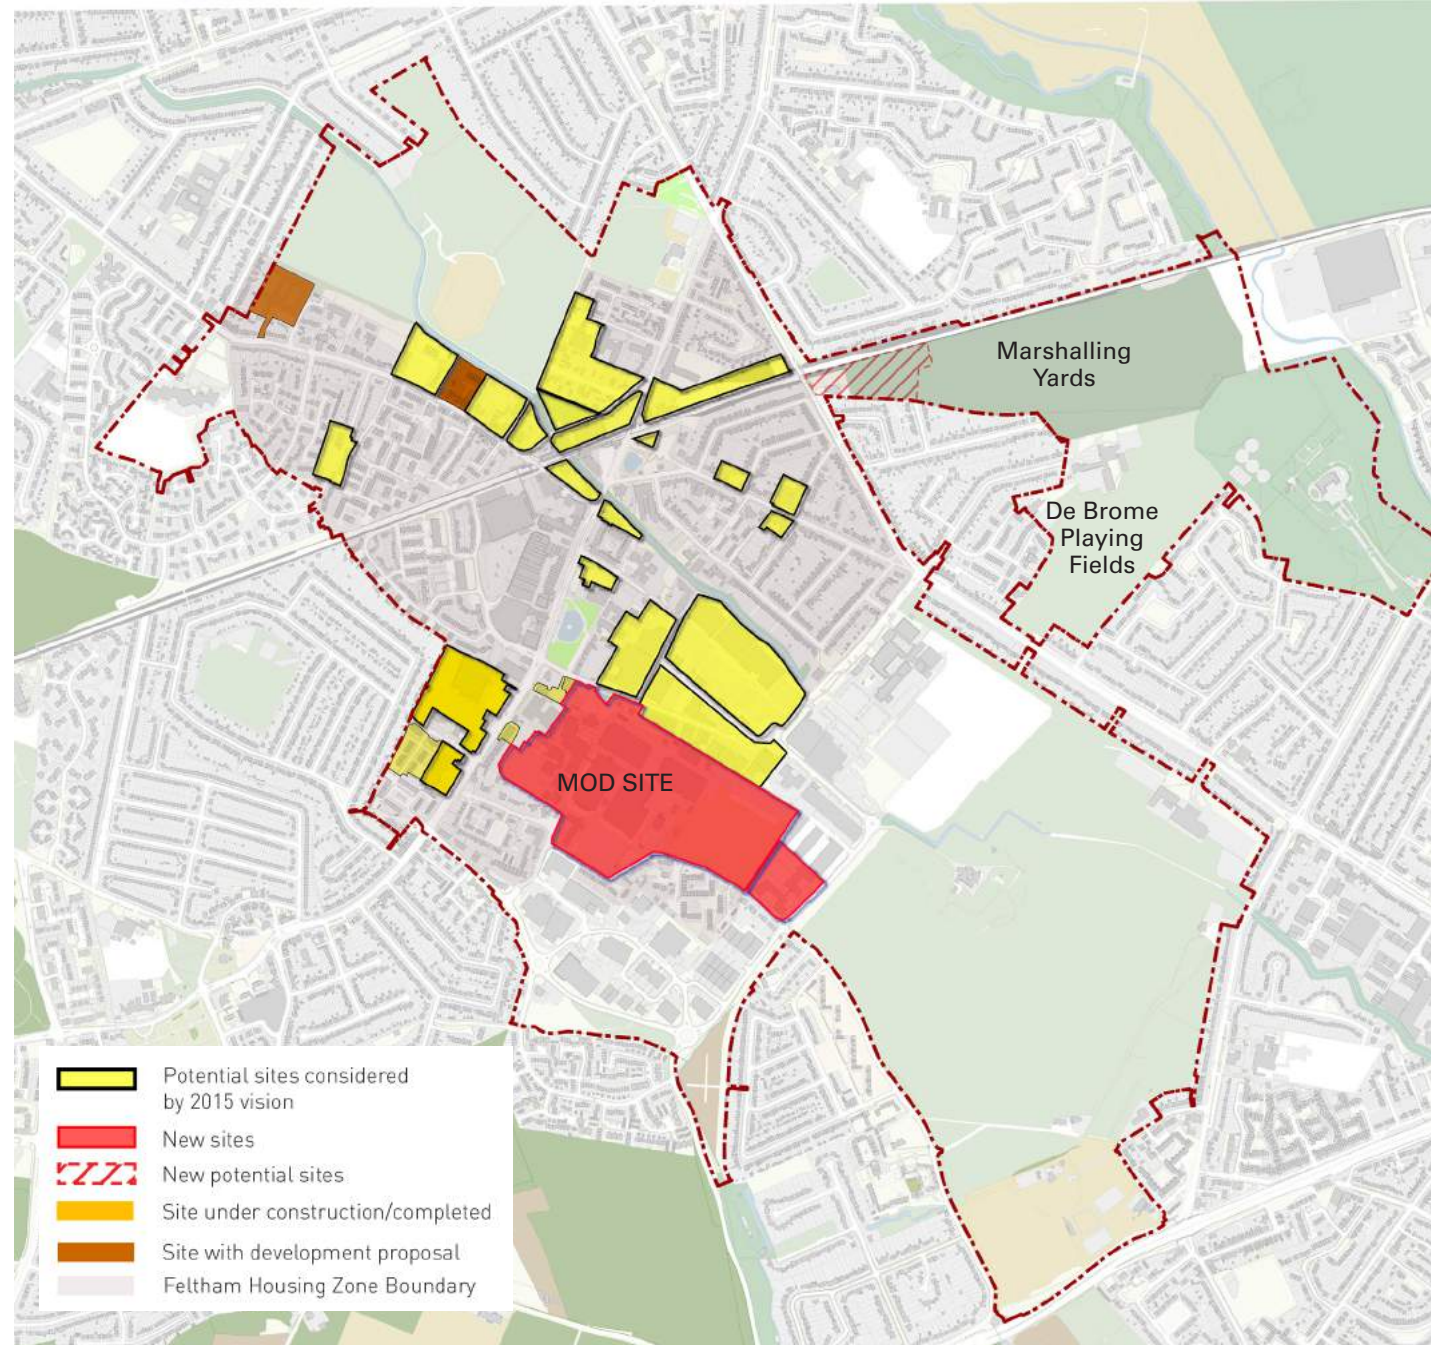 Marshalling
Yards
De Brome
Playing
Fields
MOD SITE
Potential sites considered
by 2015 vision
New sites
New potential sites
Site under construction/completed
Site with development proposal
Feltham Housing Zone Boundary